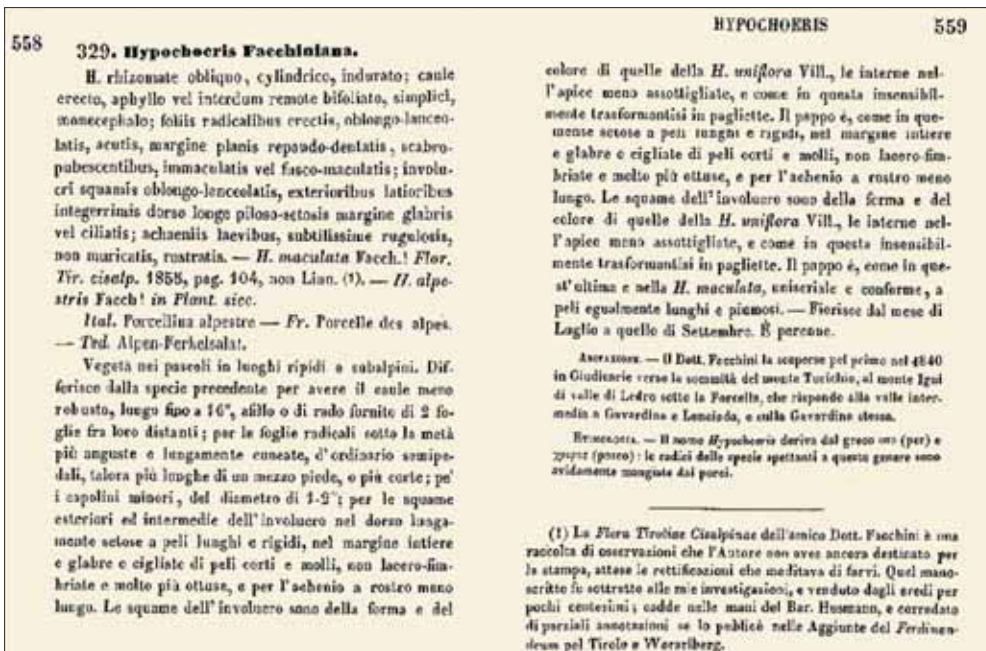 558
329. Hypochoeris Facchiniana.
H. rhizomate obliquo, cylindrico, indurato; caule
erecto, aphyllo vel interdum remote bifoliato, simplici,
monocephalo; foliis radicalibus erectis, oblongo-lanceo-
latis, acutis, margine planis repando-dentatis, scabro-
pubescentibus, immaculatis vel fusco-maculatis; involu-
cri squamis oblongo-lanceolatis, exterioribus latioribus
integerrimis dorso longe piloso-setosis margine glabris
vel ciliatis; achaeniis laevibus, subtilissime rugulosis,
non muricatis, rostratis. — H. maculata Facch.! Flor.
Tir. cisalp. 1855, pag. 104, non Linn. (1). — H. alpe-
stris Facch! in Plant. sicc.
Ital. Porcellina alpestre — Fr. Porcelle des alpes.
— Ted. Alpen-Ferkelsalat.
Vegeta nei pascoli in luoghi ripidi e subalpini. Dif-
ferisce dalla specie precedente per avere il caule meno
robusto, lungo fino a 16", afillo o di rado fornito di 2 fo-
glie fra loro distanti; per le foglie radicali sotto la metà
più anguste e lungamente cuneate, d'ordinario semipe-
dali, talora più lunghe di un mezzo piede, o più corte; pe'
i capolini minori, del diametro di 1-2"; per le squame
esteriori ed intermedie dell'involucro nel dorso lunga-
mente setose a peli lunghi e rigidi, nel margine intiere
e glabre o cigliate di peli corti e molli, non lacero-fim-
briate e molto più ottuse, e per l'achenio a rostro meno
lungo. Le squame dell'involucro sono della forma e del
HYPOCHOERIS 559
colore di quelle della H. uniflora Vill., le interne nel-
l'apice meno assottigliate, e come in questa insensibil-
mente trasformantisi in pagliette. Il pappo è, come in que-
mente setose a peli lunghi e rigidi, nel margine intiere
e glabre o cigliate di peli corti e molli, non lacero-fim-
briate e molto più ottuse, e per l'achenio a rostro meno
lungo. Le squame dell'involucro sono della forma e del
colore di quelle della H. uniflora Vill., le interne nel-
l'apice meno assottigliate, e come in questa insensibil-
mente trasformantisi in pagliette. Il pappo è, come in que-
st'ultima e nella H. maculata, uniseriale e conforme, a
peli egualmente lunghi e piumosi. — Fiorisce dal mese di
Luglio a quello di Settembre. È perenne.
— Il Dott. Facchini la scoperse pel primo nel 1840
in Giudicarie verso la sommità del monte Turichio, al monte Igui
di valle di Ledro sotto la Forcella, che risponde alla valle inter-
media a Gavardina e Lenciada, e sulla Gavardina stessa.
Etimologia. — Il nome Hypochoeris deriva dal greco υπο (per) e
χοιρος (porco): le radici delle specie spettanti a questo genere sono
avidamente mangiate dai porci.
(1) La Flora Tiroliae Cisalpinae dell'amico Dott. Facchini è una
raccolta di osservazioni che l'Autore non avea ancora destinato per
la stampa, attese le rettificazioni che meditava di farvi. Quel mano-
scritto fu sottratto alle mie investigazioni, e venduto dagli eredi per
pochi centesimi; cadde nelle mani del Bar. Husmann, e corredato
di parziali annotazioni se lo publicò nelle Aggiunte del Ferdinan-
deum pel Tirolo e Vorarlberg.